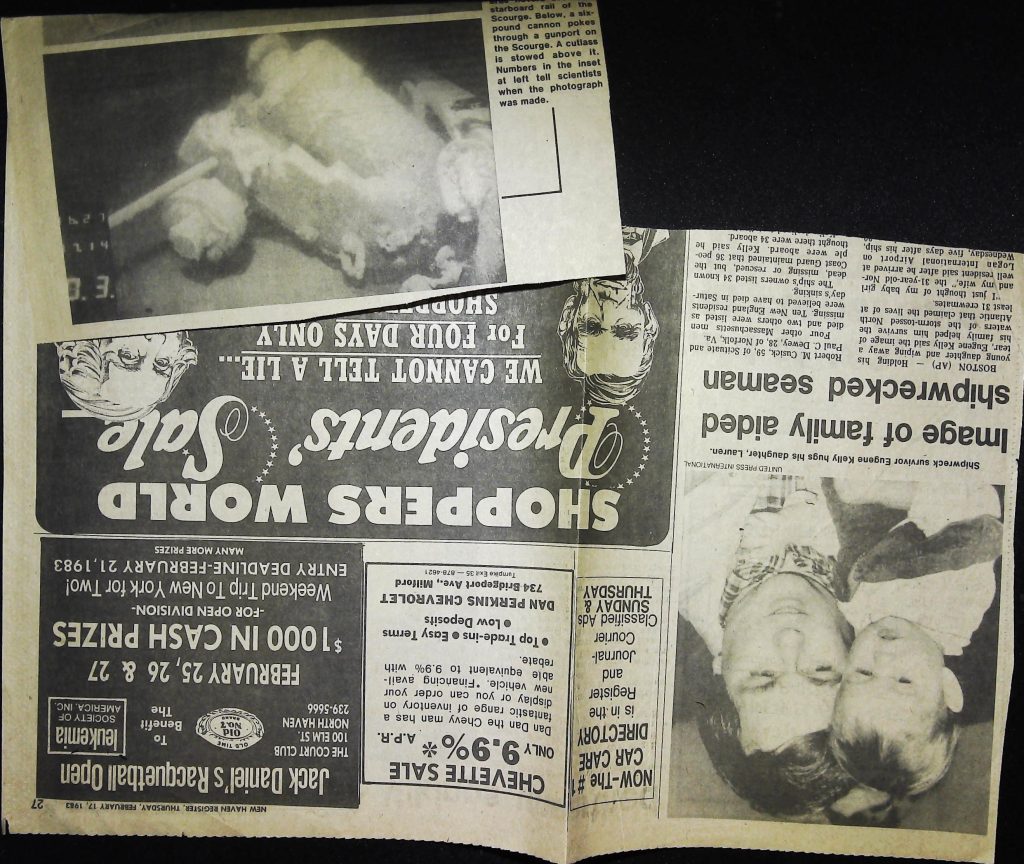 starboard rail of the
Scourge. Below, a six-
pound cannon pokes
through a gunport on
the Scourge. A cutlass
is stowed above it.
Numbers in the inset
at left tell scientists
when the photograph
was made.
NEW HAVEN REGISTER, THURSDAY, FEBRUARY 17, 1983
27
Jack Daniel's Racquetball Open
THE COURT CLUB
100 ELM ST.
NORTH HAVEN
239-5666
OLD TIME
Old
No. 7
BRAND
To
Benefit
The
leukemia
SOCIETY OF
AMERICA, INC.
FEBRUARY 25, 26 & 27
$1000 IN CASH PRIZES
-FOR OPEN DIVISION-
Weekend Trip To New York for Two!
ENTRY DEADLINE-FEBRUARY 21, 1983
MANY MORE PRIZES
CHEVETTE SALE
ONLY 9.9%* A.P.R.
Dan Dan the Chevy man has a
fantastic range of inventory on
display or you can order your
new vehicle. *Financing avail-
able equivalent to 9.9% with
rebate.
• Top Trade-ins • Easy Terms
• Low Deposits
DAN PERKINS CHEVROLET
734 Bridgeport Ave., Milford
Turnpike Exit 35 — 878-4621
NOW-The #1
CAR CARE
DIRECTORY
is in the
Register
and
Journal-
Courier
Classified Ads
SUNDAY &
THURSDAY
SHOPPERS WORLD
Presidents' Sale
WE CANNOT TELL A LIE...
For FOUR DAYS ONLY
UNITED PRESS INTERNATIONAL
Shipwreck survivor Eugene Kelly hugs his daughter, Lauren.
Image of family aided
shipwrecked seaman
BOSTON (AP) — Holding his
young daughter and wiping away a
tear, Eugene Kelly said the image of
his family helped him survive the
waters of the storm-tossed North
Atlantic that claimed the lives of at
least 31 crewmates.
"I just thought of my baby girl
and my wife," the 31-year-old Nor-
well resident said after he arrived at
Logan International Airport on
Wednesday, five days after his ship,
Robert M. Cusick, 59, of Scituate and
Paul C. Dewey, 28, of Norfolk, Va.
Four other Massachusetts men
died and two others were listed as
missing. Ten New England residents
were believed to have died in Satur-
day's sinking.
The ship's owners listed 34 known
dead, missing or rescued, but the
Coast Guard maintained that 36 peo-
ple were aboard. Kelly said he
thought there were 34 aboard